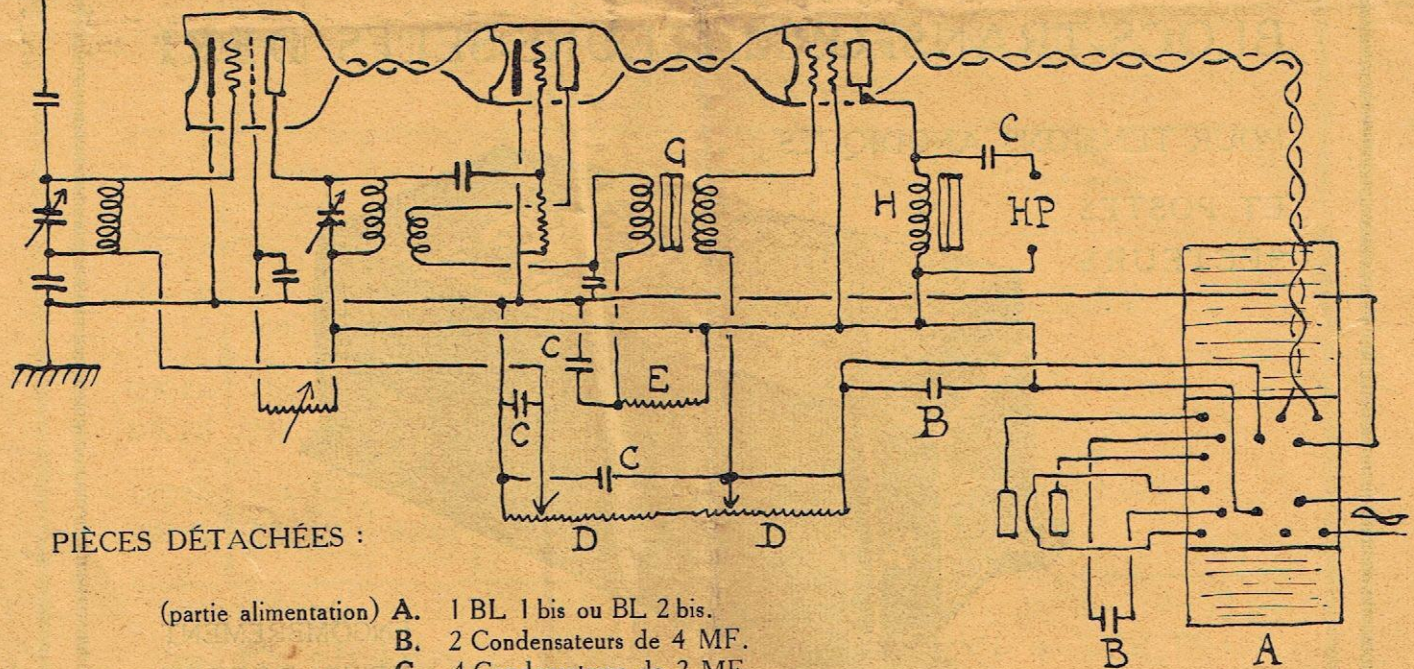 C
G
H
HP
C
E
B
C
C
D
D
PIÈCES DÉTACHÉES :
(partie alimentation) A. 1 BL 1 bis ou BL 2 bis.
B. 2 Condensateurs de 4 MF.
B
A